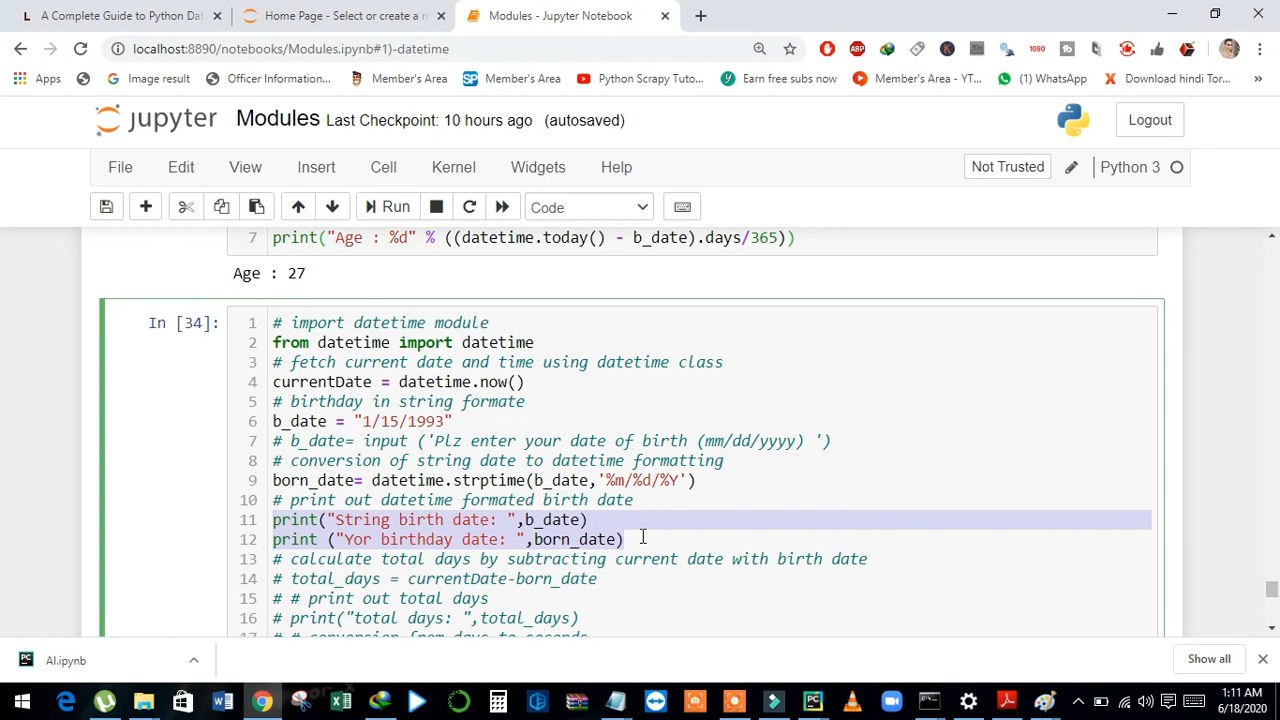 A Complete Guide to Python Dat
Home Page - Select or create a n
Modules - Jupyter Notebook
localhost:8890/notebooks/Modules.ipynb#1)-datetime
Apps
Image result
Officer Information...
Member's Area
Member's Area
Python Scrapy Tuto...
Earn free subs now
Member's Area - YT...
(1) WhatsApp
Download hindi Tor...
jupyter Modules Last Checkpoint: 10 hours ago (autosaved)
Logout
File Edit View Insert Cell Kernel Widgets Help
Not Trusted
Python 3
Run
Code
7 print("Age : %d" % ((datetime.today() - b_date).days/365))
Age : 27
In [34]:
1 # import datetime module
2 from datetime import datetime
3 # fetch current date and time using datetime class
4 currentDate = datetime.now()
5 # birthday in string formate
6 b_date = "1/15/1993"
7 # b_date= input ('Plz enter your date of birth (mm/dd/yyyy) ')
8 # conversion of string date to datetime formatting
9 born_date= datetime.strptime(b_date,'%m/%d/%Y')
10 # print out datetime formated birth date
11 print("String birth date: ",b_date)
12 print ("Yor birthday date: ",born_date)
13 # calculate total days by subtracting current date with birth date
14 # total_days = currentDate-born_date
15 # # print out total days
16 # print("total days: ",total_days)
17 # # conversion from days to seconds
AI.ipynb
Show all
1:11 AM
6/18/2020